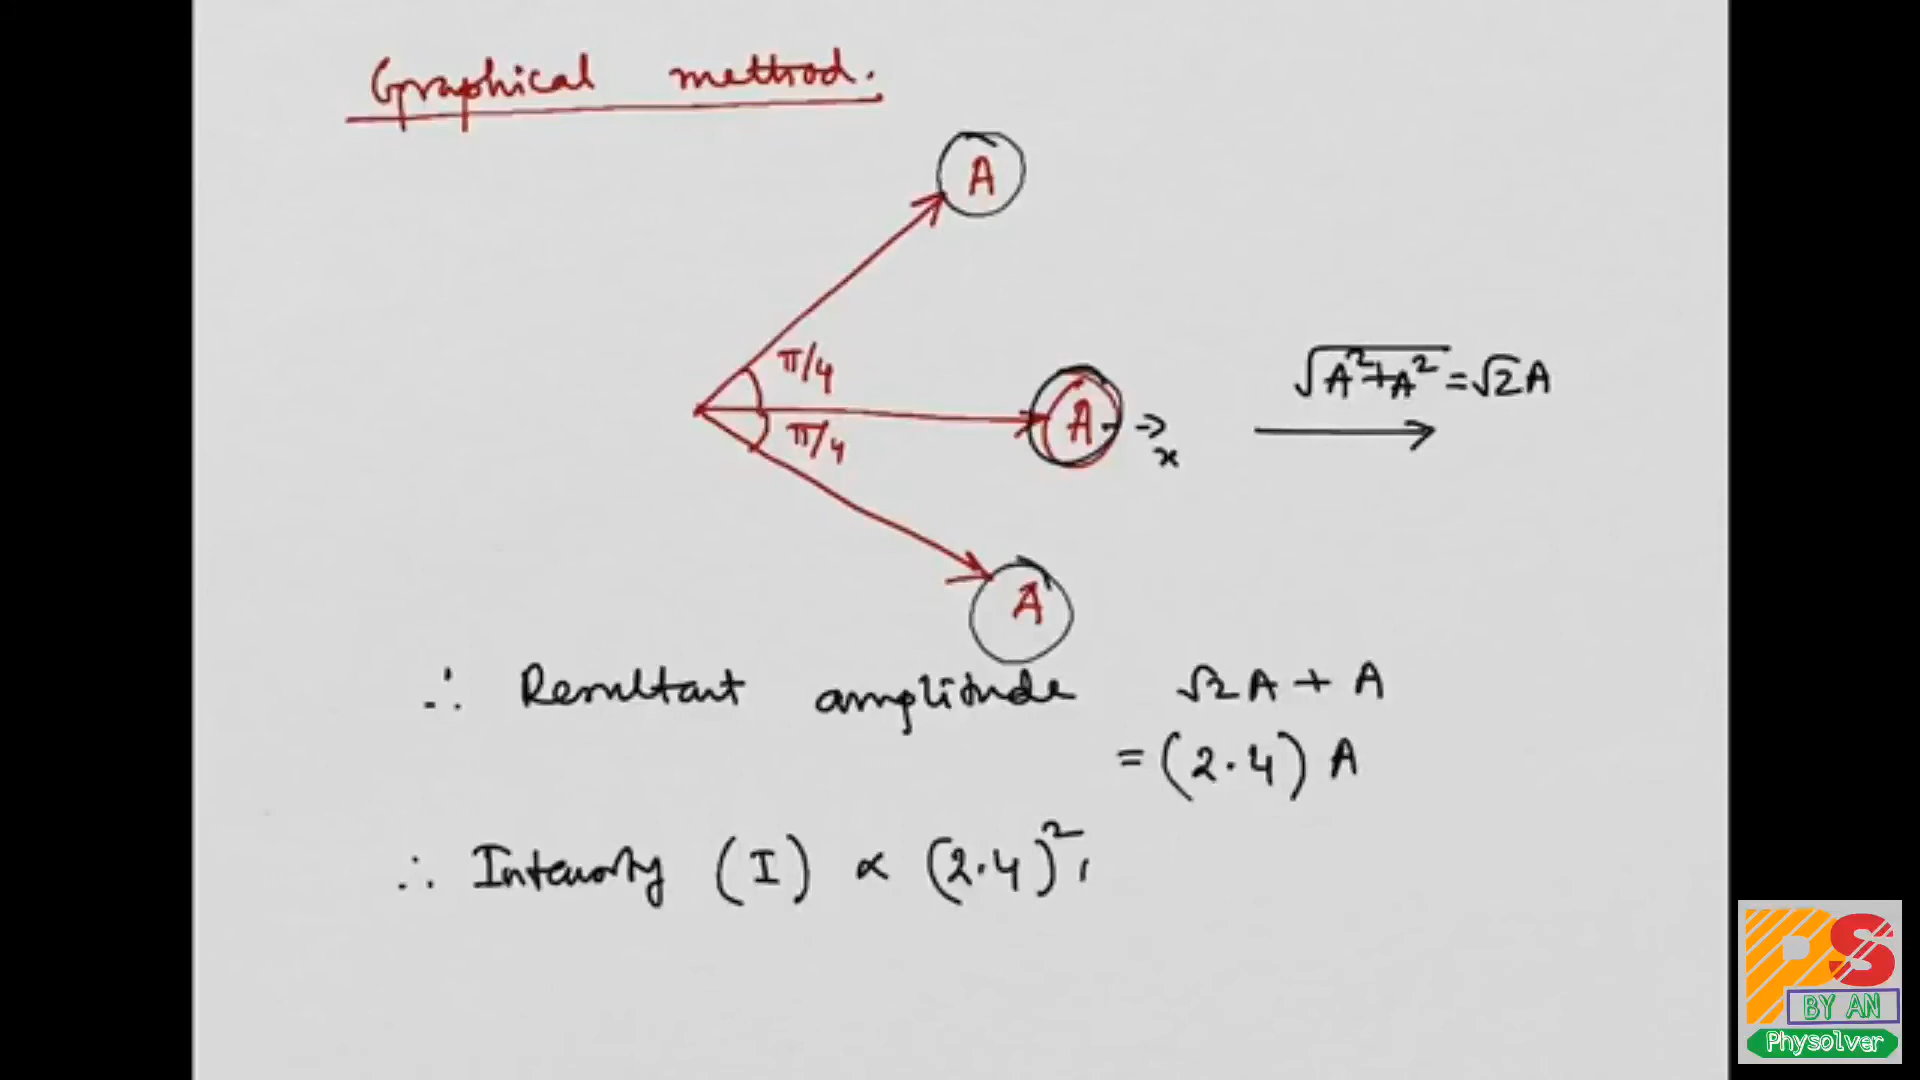 Graphical method.
A
π/4
√A²+A² = √2A
A → x
π/4
A
∴ Resultant amplitude √2A + A
= (2.4) A
∴ Intensity (I) ∝ (2.4)²
PS
BY AN
Physolver